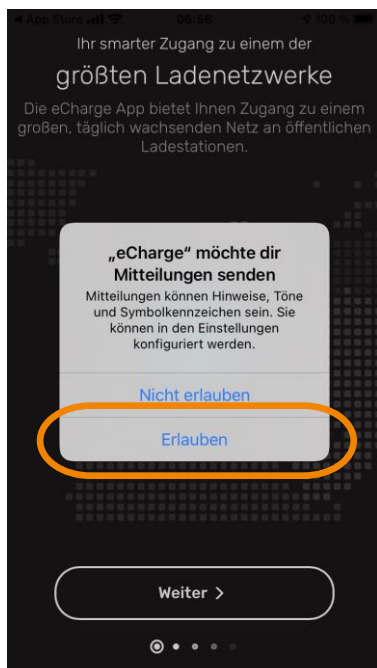 App Store 06:56 100 %
Ihr smarter Zugang zu einem der
größten Ladenetzwerke
Die eCharge App bietet Ihnen Zugang zu einem
großen, täglich wachsenden Netz an öffentlichen
Ladestationen.
„eCharge“ möchte dir
Mitteilungen senden
Mitteilungen können Hinweise, Töne
und Symbolkennzeichen sein. Sie
können in den Einstellungen
konfiguriert werden.
Nicht erlauben
Erlauben
Weiter >